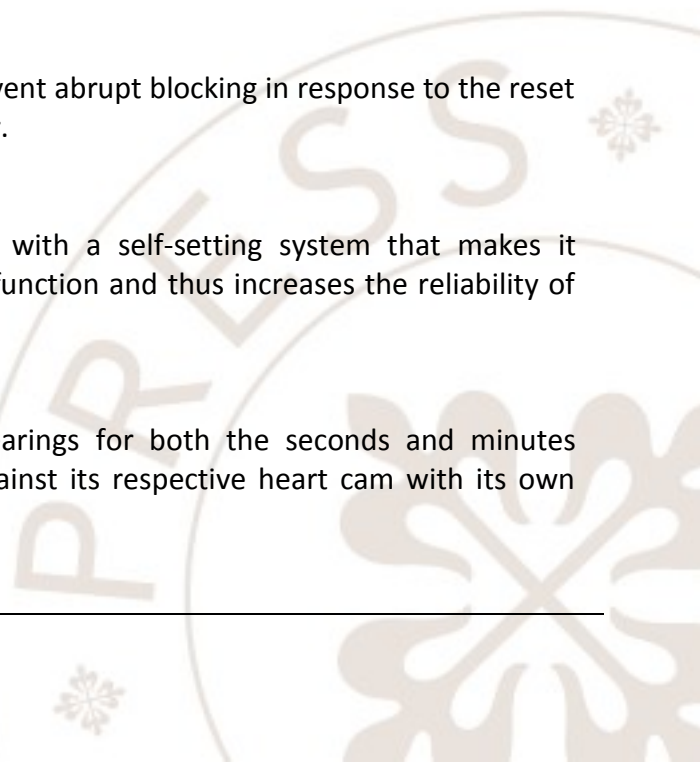 vent abrupt blocking in response to the reset
.
with a self-setting system that makes it
function and thus increases the reliability of
arings for both the seconds and minutes
ainst its respective heart cam with its own
PRESS